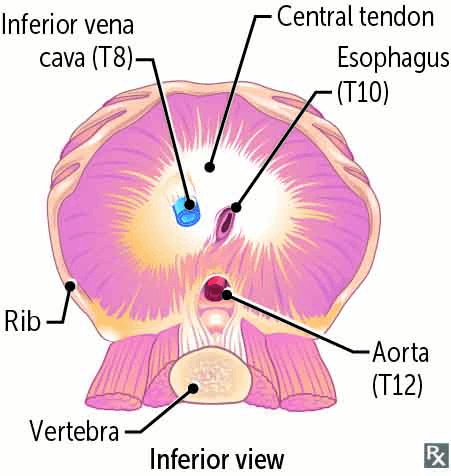 Inferior vena
cava (T8)
Central tendon
Esophagus
(T10)
Rib
Aorta
(T12)
Vertebra
Inferior view
Rx